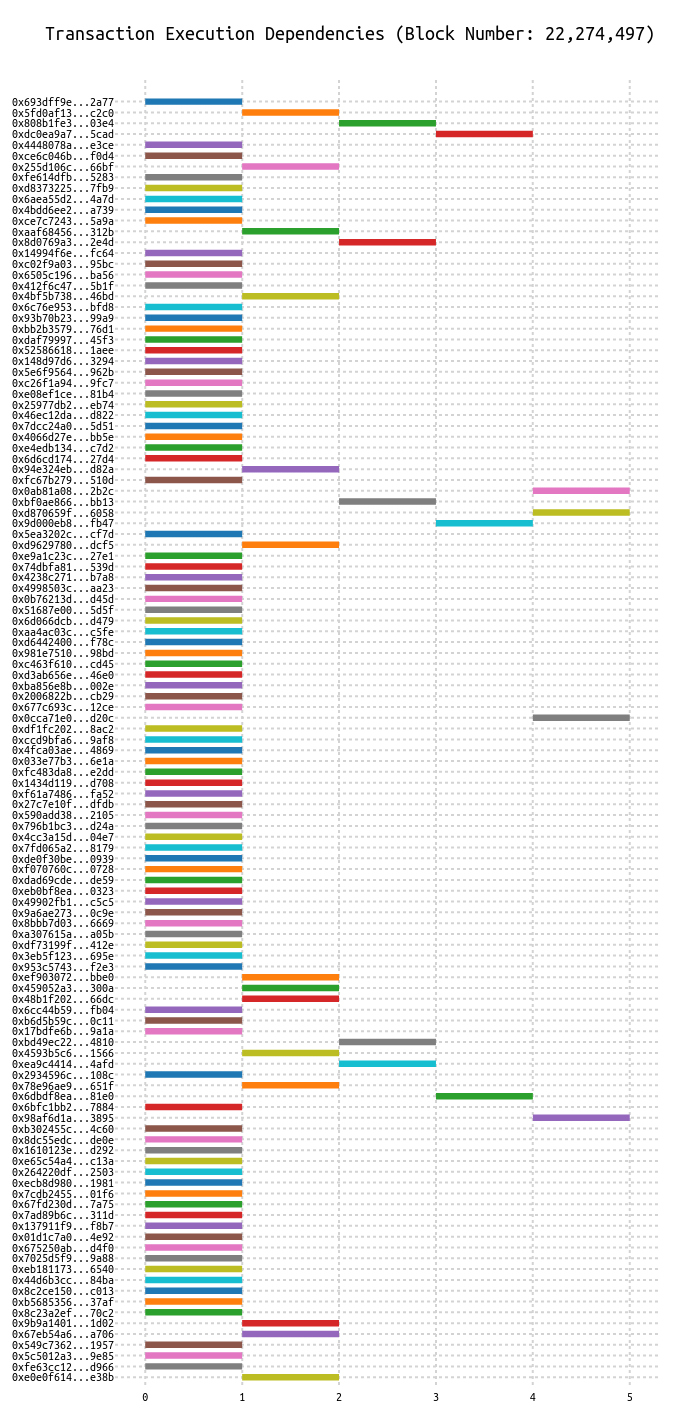 Transaction Execution Dependencies (Block Number: 22,274,497)
0x693dff9e...2a77
0x5fd0af13...c2c0
0x808b1fe3...03e4
0xdc0ea9a7...5cad
0x4448078a...e3ce
0xce6c046b...f0d4
0x255d106c...66bf
0xfe614dfb...5283
0xd8373225...7fb9
0x6aea55d2...4a7d
0x4bdd6ee2...a739
0xce7c7243...5a9a
0xaaf68456...312b
0x8d0769a3...2e4d
0x14994f6e...fc64
0xc02f9a03...95bc
0x6505c196...ba56
0x412f6c47...5b1f
0x4bf5b738...46bd
0x6c76e953...bfd8
0x93b70b23...99a9
0xbb2b3579...76d1
0xdaf79997...45f3
0x52586618...1aee
0x148d97d6...3294
0x5e6f9564...962b
0xc26f1a94...9fc7
0xe08ef1ce...81b4
0x25977db2...eb74
0x46ec12da...d822
0x7dcc24a0...5d51
0x4066d27e...bb5e
0xe4edb134...c7d2
0x6d6cd174...27d4
0x94e324eb...d82a
0xfc67b279...510d
0x0ab81a08...2b2c
0xbf0ae866...bb13
0xd870659f...6058
0x9d000eb8...fb47
0x5ea3202c...cf7d
0xd9629780...dcf5
0xe9a1c23c...27e1
0x74dbfa81...539d
0x4238c271...b7a8
0x4998503c...aa23
0x0b76213d...d45d
0x51687e00...5d5f
0x6d066dcb...d479
0xaa4ac03c...c5fe
0xd6442400...f78c
0x981e7510...98bd
0xc463f610...cd45
0xd3ab656e...46e0
0xba856e8b...002e
0x2006822b...cb29
0x677c693c...12ce
0x0cca71e0...d20c
0xdf1fc202...8ac2
0xccd9bfa6...9af8
0x4fca03ae...4869
0x033e77b3...6e1a
0xfc483da8...e2dd
0x1434d119...d708
0xf61a7486...fa52
0x27c7e10f...dfdb
0x590add38...2105
0x796b1bc3...d24a
0x4cc3a15d...04e7
0x7fd065a2...8179
0xde0f30be...0939
0xf070760c...0728
0xdad69cde...de59
0xeb0bf8ea...0323
0x49902fb1...c5c5
0x9a6ae273...0c9e
0x8bbb7d03...6669
0xa307615a...a05b
0xdf73199f...412e
0x3eb5f123...695e
0x953c5743...f2e3
0xef903072...bbe0
0x459052a3...300a
0x48b1f202...66dc
0x6cc44b59...fb04
0xb6d5b59c...0c11
0x17bdfe6b...9a1a
0xbd49ec22...4810
0x4593b5c6...1566
0xea9c4414...4afd
0x2934596c...108c
0x78e96ae9...651f
0x6dbdf8ea...81e0
0x6bfc1bb2...7884
0x98af6d1a...3895
0xb302455c...4c60
0x8dc55edc...de0e
0x1610123e...d292
0xe65c54a4...c13a
0x264220df...2503
0xecb8d980...1981
0x7cdb2455...01f6
0x67fd230d...7a75
0x7ad89b6c...311d
0x137911f9...f8b7
0x01d1c7a0...4e92
0x675250ab...d4f0
0x7025d5f9...9a88
0xeb181173...6540
0x44d6b3cc...84ba
0x8c2ce150...c013
0xb5685356...37af
0x8c23a2ef...70c2
0x9b9a1401...1d02
0x67eb54a6...a706
0x549c7362...1957
0x5c5012a3...9e85
0xfe63cc12...d966
0xe0e0f614...e38b
0 1 2 3 4 5